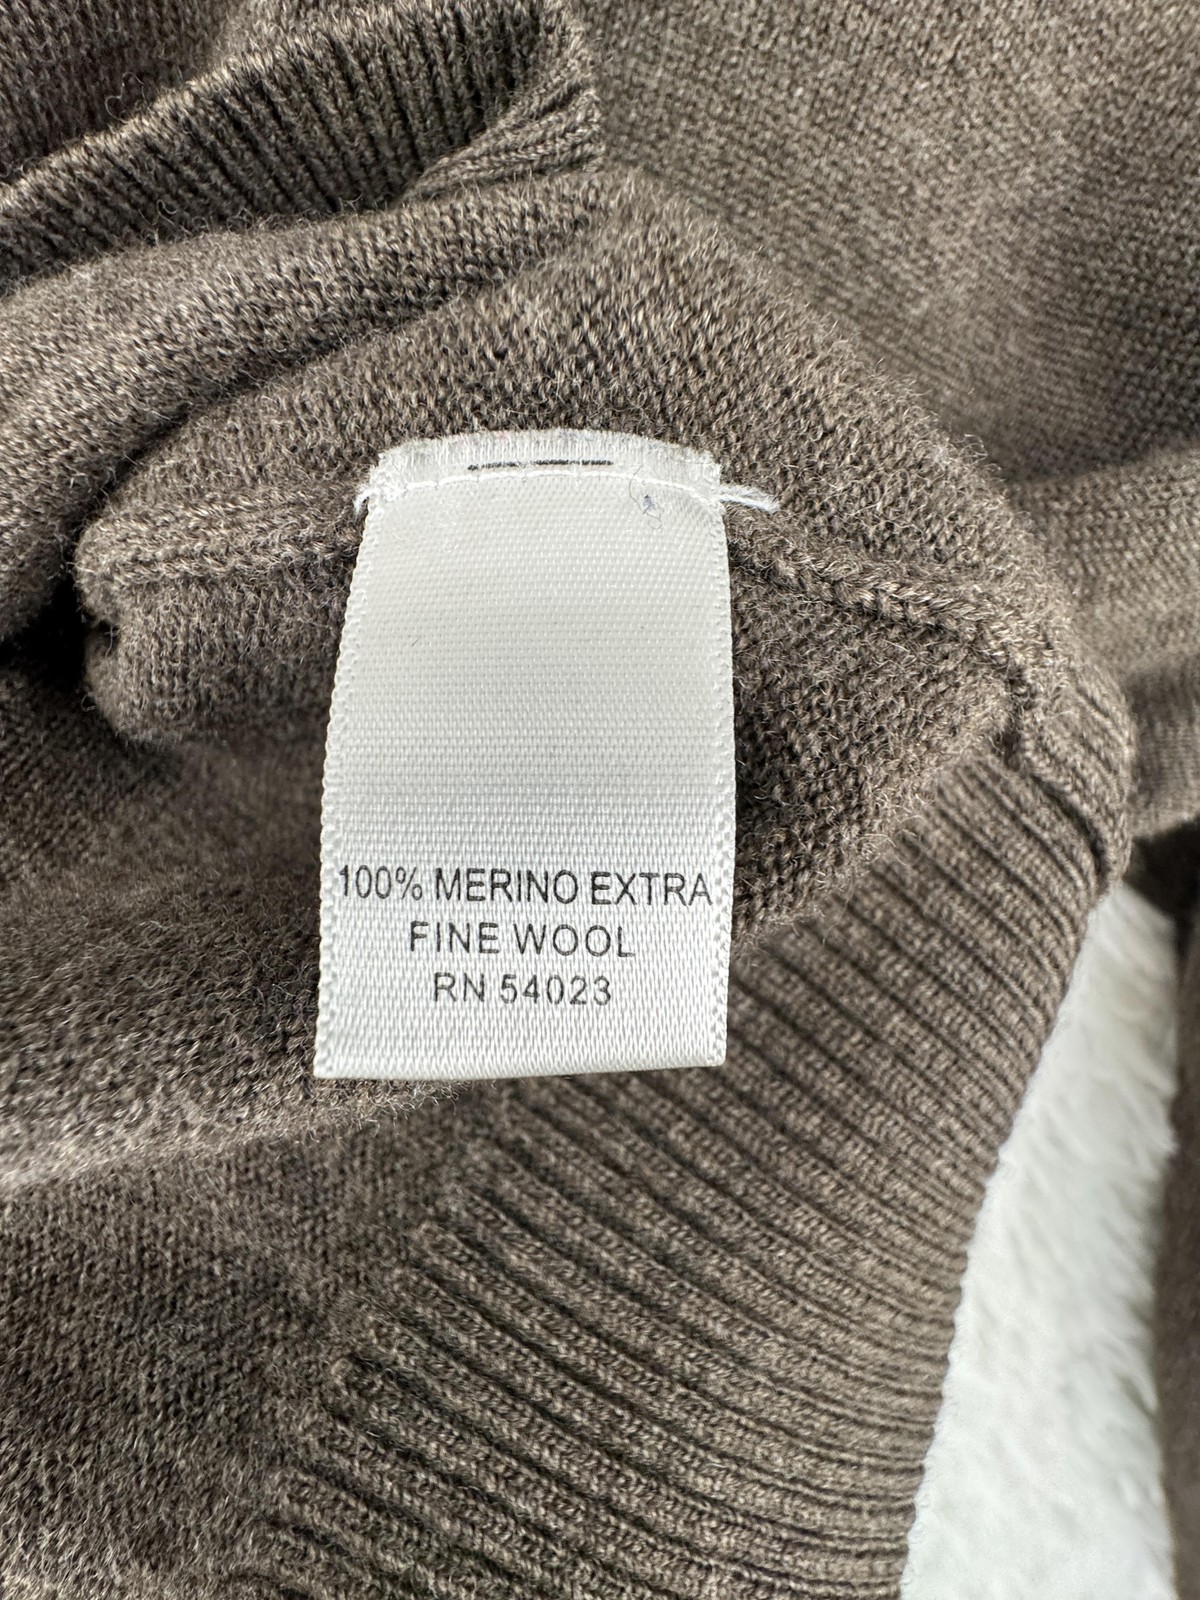 100% MERINO EXTRA
FINE WOOL
RN 54023